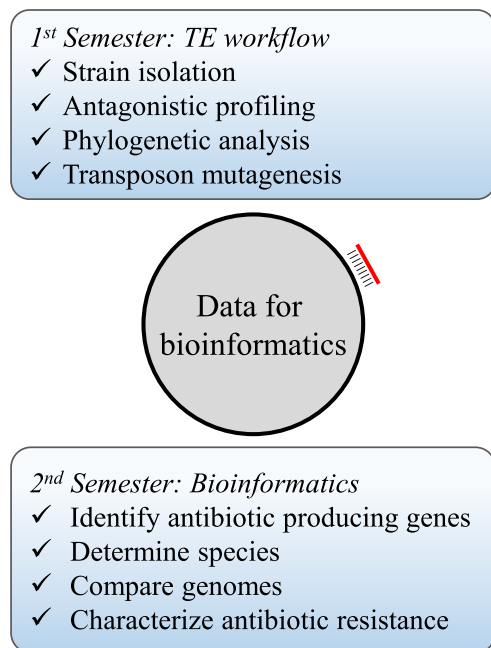 1st Semester: TE workflow
✓ Strain isolation
✓ Antagonistic profiling
✓ Phylogenetic analysis
✓ Transposon mutagenesis
Data for
bioinformatics
2nd Semester: Bioinformatics
✓ Identify antibiotic producing genes
✓ Determine species
✓ Compare genomes
✓ Characterize antibiotic resistance